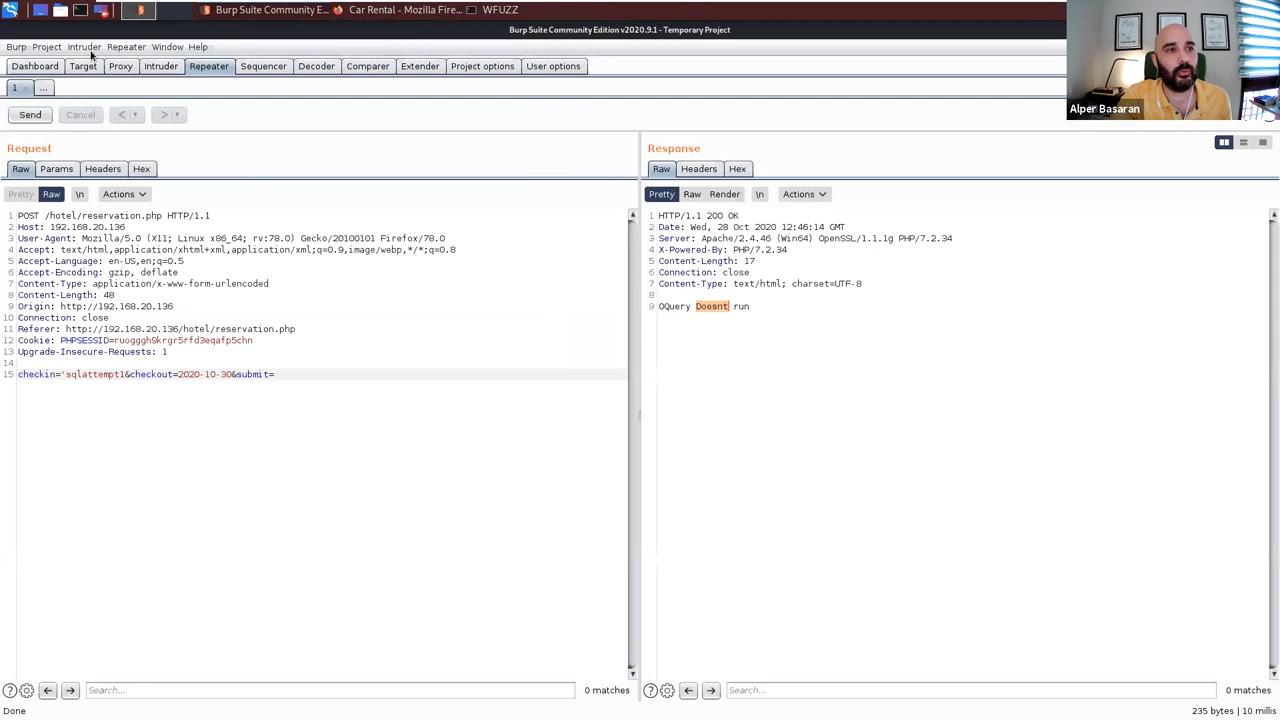 Burp Suite Community E...
Car Rental - Mozilla Fire...
WFUZZ
Burp Suite Community Edition v2020.9.1 - Temporary Project
Burp Project Intruder Repeater Window Help
Dashboard Target Proxy Intruder Repeater Sequencer Decoder Comparer Extender Project options User options
Alper Basaran
1 × ...
Send Cancel < > 
Request
Raw Params Headers Hex
Pretty Raw \n Actions
1 POST /hotel/reservation.php HTTP/1.1
2 Host: 192.168.20.136
3 User-Agent: Mozilla/5.0 (X11; Linux x86_64; rv:78.0) Gecko/20100101 Firefox/78.0
4 Accept: text/html,application/xhtml+xml,application/xml;q=0.9,image/webp,*/*;q=0.8
5 Accept-Language: en-US,en;q=0.5
6 Accept-Encoding: gzip, deflate
7 Content-Type: application/x-www-form-urlencoded
8 Content-Length: 48
9 Origin: http://192.168.20.136
10 Connection: close
11 Referer: http://192.168.20.136/hotel/reservation.php
12 Cookie: PHPSESSID=ruogggh9krgr5rfd3eqafp5chn
13 Upgrade-Insecure-Requests: 1
14
15 checkin='sqlattempt1&checkout=2020-10-30&submit=
Response
Raw Headers Hex
Pretty Raw Render \n Actions
1 HTTP/1.1 200 OK
2 Date: Wed, 28 Oct 2020 12:46:14 GMT
3 Server: Apache/2.4.46 (Win64) OpenSSL/1.1.1g PHP/7.2.34
4 X-Powered-By: PHP/7.2.34
5 Content-Length: 17
6 Connection: close
7 Content-Type: text/html; charset=UTF-8
8
9 0Query Doesnt run
? Search... 0 matches
? Search... 0 matches
Done
235 bytes | 10 millis